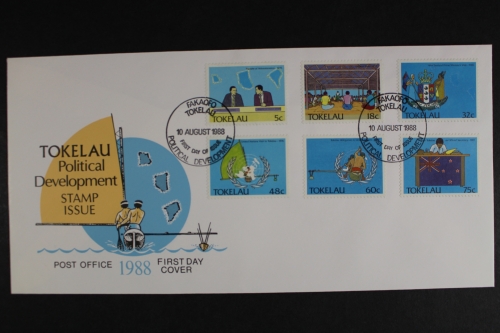 TOKELAU
Political
Development
STAMP
ISSUE
POST OFFICE 1988 FIRST DAY
COVER
5c
TOKELAU 18c
32c
TOKELAU 48c
TOKELAU 60c
TOKELAU 75c
FAKAOFO
TOKELAU
10 AUGUST 1988
FIRST DAY OF ISSUE
POLITICAL DEVELOPMENT
FAKAOFO
TOKELAU
10 AUGUST 1988
FIRST DAY OF ISSUE
POLITICAL DEVELOPMENT